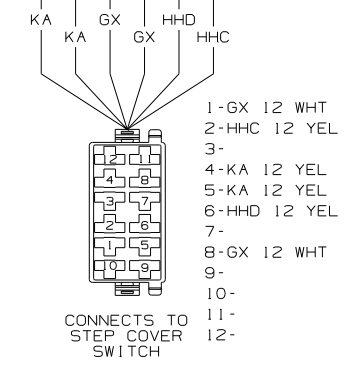 KA
GX
HHD
KA
GX
HHC
12 11
4 8
3 7
2 6
1 5
10 9
1-GX 12 WHT
2-HHC 12 YEL
3-
4-KA 12 YEL
5-KA 12 YEL
6-HHD 12 YEL
7-
8-GX 12 WHT
9-
10-
11-
12-
CONNECTS TO
STEP COVER
SWITCH